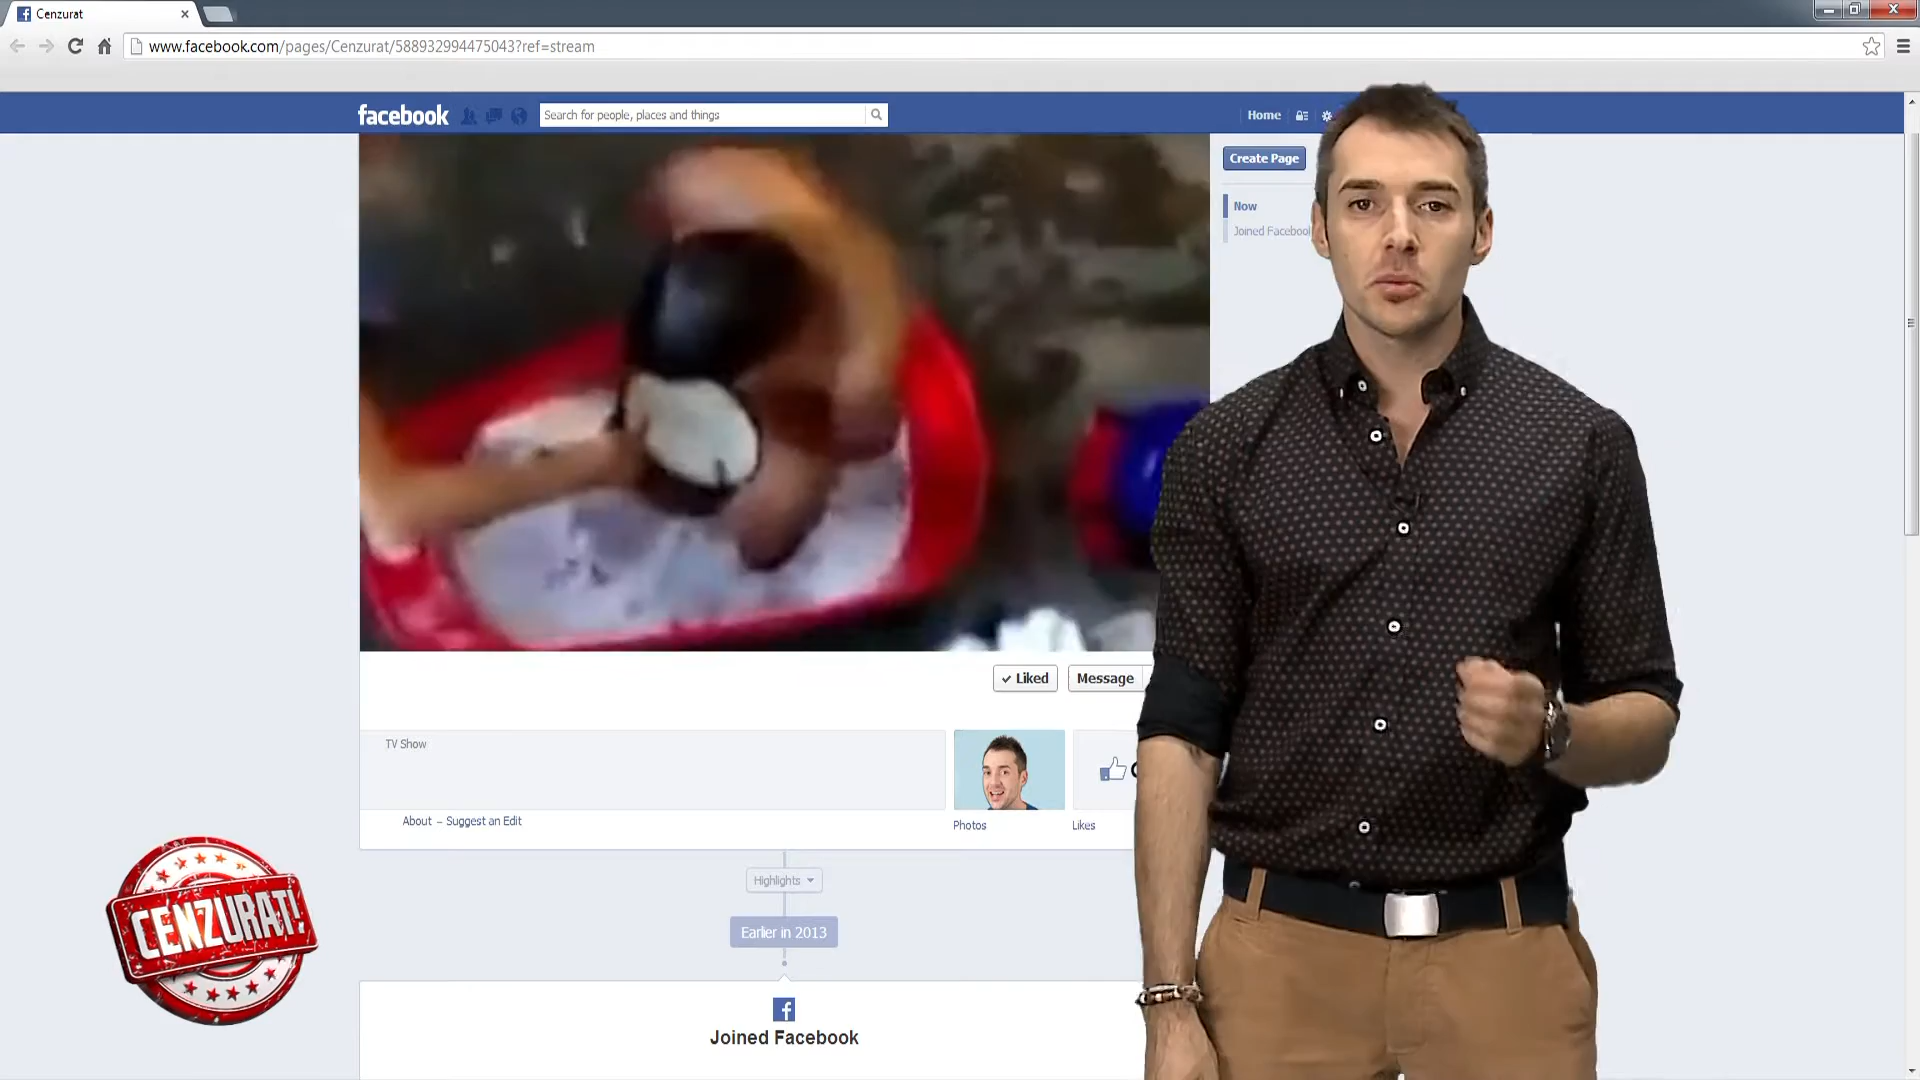 Cenzurat
www.facebook.com/pages/Cenzurat/588932994475043?ref=stream
facebook
Search for people, places and things
Home
Create Page
Now
Joined Facebook
Liked
Message
TV Show
About – Suggest an Edit
Photos
Likes
Highlights
Earlier in 2013
CENZURAT!
Joined Facebook